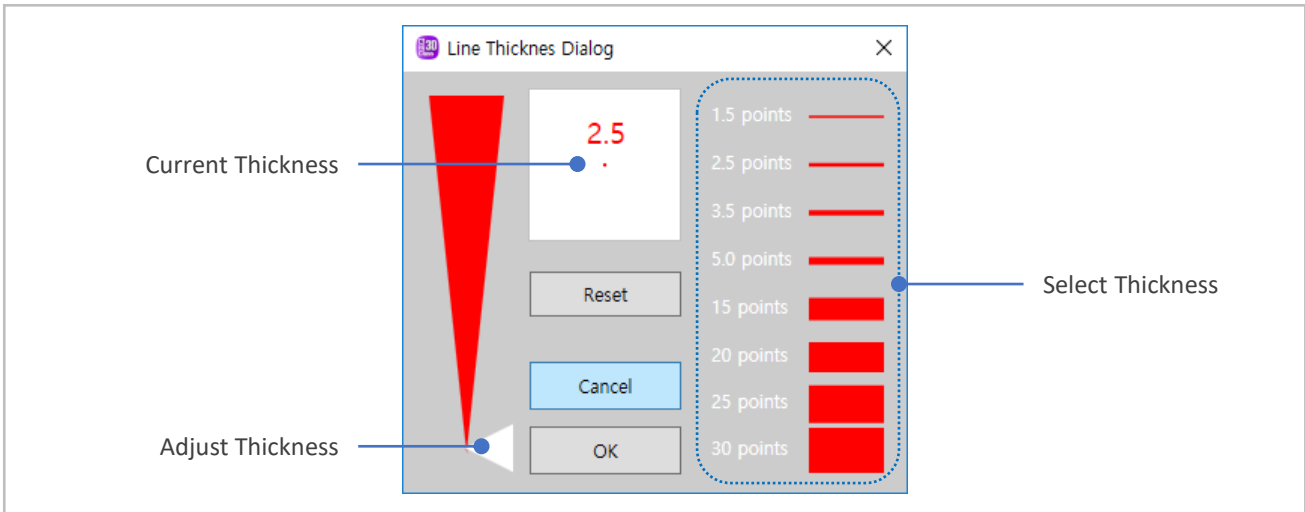 3D
Line Thicknes Dialog
2.5
Current Thickness
Adjust Thickness
Reset
Cancel
OK
1.5 points
2.5 points
3.5 points
5.0 points
15 points
20 points
25 points
30 points
Select Thickness